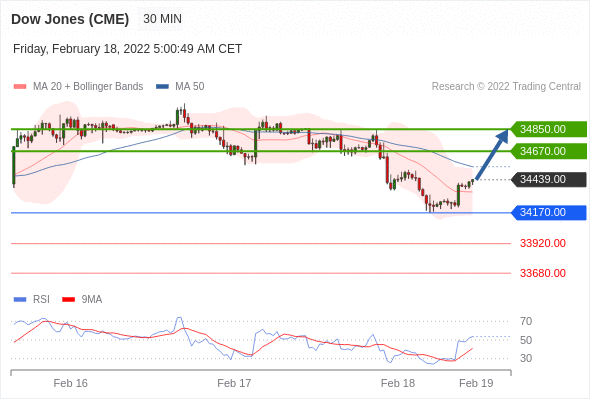 Dow Jones (CME) 30 MIN
Friday, February 18, 2022 5:00:49 AM CET
MA 20 + Bollinger Bands MA 50 Research © 2022 Trading Central
34850.00
34670.00
34439.00
34170.00
33920.00
33680.00
RSI 9MA
70
50
30
Feb 16 Feb 17 Feb 18 Feb 19